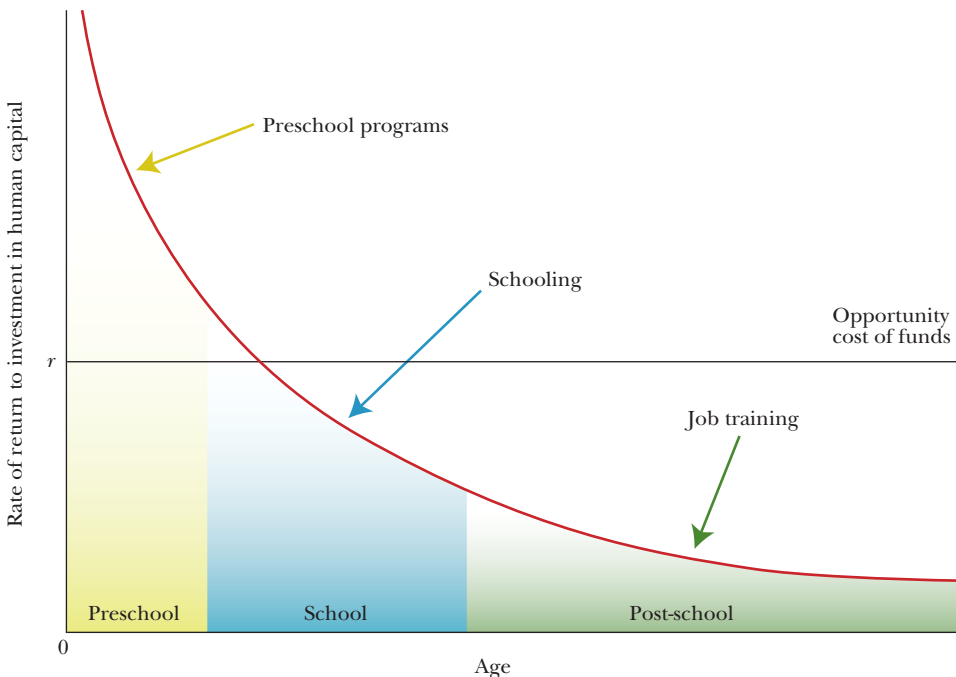 Rate of return to investment in human capital
Preschool programs
Schooling
Opportunity
cost of funds
r
Job training
Preschool
School
Post-school
0
Age